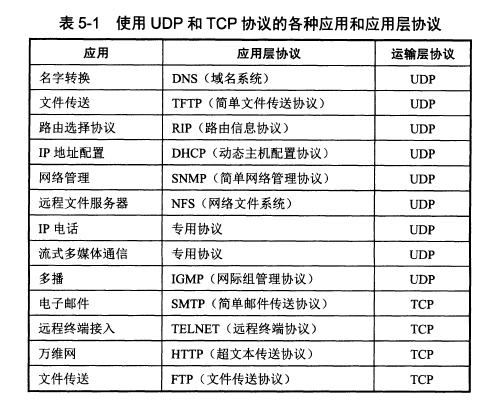 表 5-1 使用 UDP 和 TCP 协议的各种应用和应用层协议
应用 应用层协议 运输层协议
名字转换 DNS（域名系统） UDP
文件传送 TFTP（简单文件传送协议） UDP
路由选择协议 RIP（路由信息协议） UDP
IP 地址配置 DHCP（动态主机配置协议） UDP
网络管理 SNMP（简单网络管理协议） UDP
远程文件服务器 NFS（网络文件系统） UDP
IP 电话 专用协议 UDP
流式多媒体通信 专用协议 UDP
多播 IGMP（网际组管理协议） UDP
电子邮件 SMTP（简单邮件传送协议） TCP
远程终端接入 TELNET（远程终端协议） TCP
万维网 HTTP（超文本传送协议） TCP
文件传送 FTP（文件传送协议） TCP